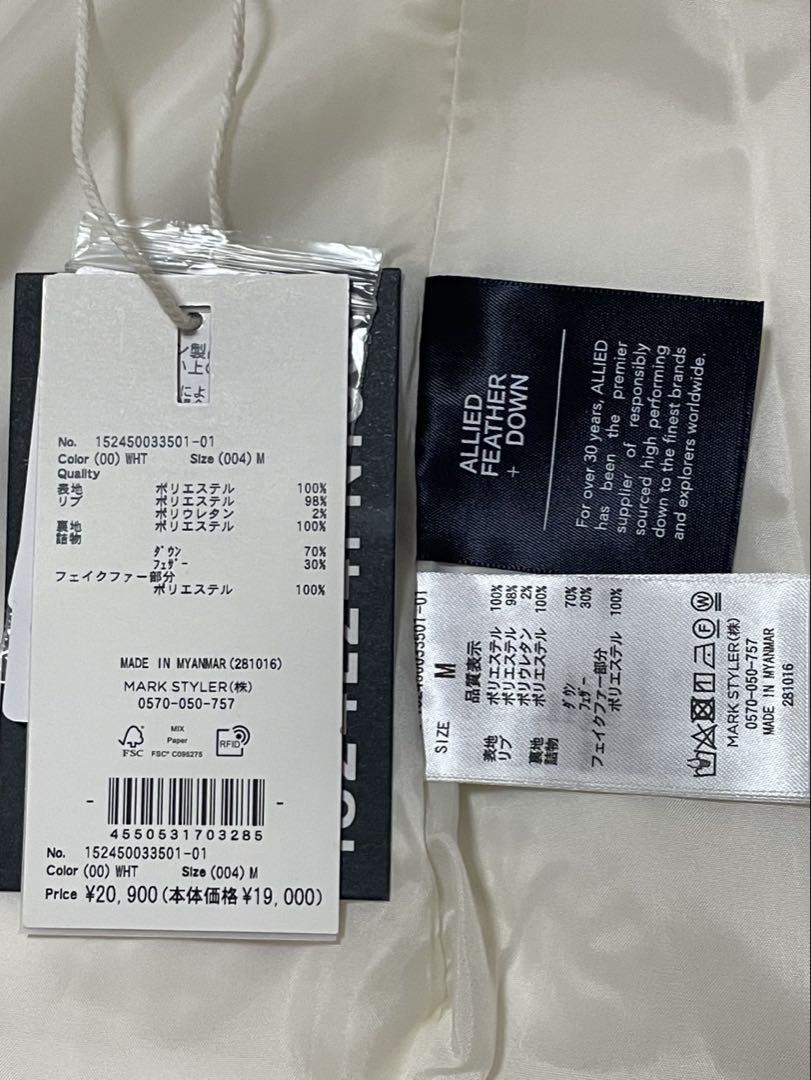 No. 152450033501-01
Color (00) WHT Size (004) M
Quality
表地 ポリエステル 100%
リブ ポリエステル 98%
ポリウレタン 2%
裏地 ポリエステル 100%
詰物
ダウン 70%
フェザー 30%
フェイクファー部分
ポリエステル 100%
MADE IN MYANMAR(281016)
MARK STYLER(株)
0570-050-757
FSC
MIX
Paper
FSC® C095275
RFID
4550531703285
No. 152450033501-01
Color (00) WHT Size (004) M
Price ¥20,900(本体価格¥19,000)
ALLIED
FEATHER
+ DOWN
For over 30 years, ALLIED
has been the premier
supplier of responsibly
sourced high performing
down to the finest brands
and explorers worldwide.
152450033501-01
SIZE M
品質表示
表地 ポリエステル 100%
リブ ポリエステル 98%
ポリウレタン 2%
裏地 ポリエステル 100%
詰物
ダウン 70%
フェザー 30%
フェイクファー部分
ポリエステル 100%
MARK STYLER(株)
0570-050-757
MADE IN MYANMAR
281016